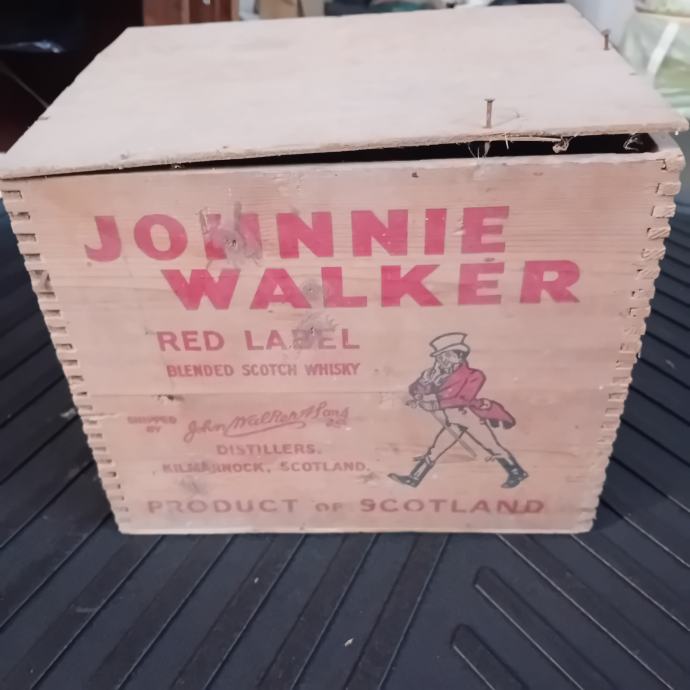 JOHNNIE
WALKER
RED LABEL
BLENDED SCOTCH WHISKY
SHIPPED
BY
John Walker & Sons
DISTILLERS.
KILMARNOCK, SCOTLAND.
PRODUCT OF SCOTLAND